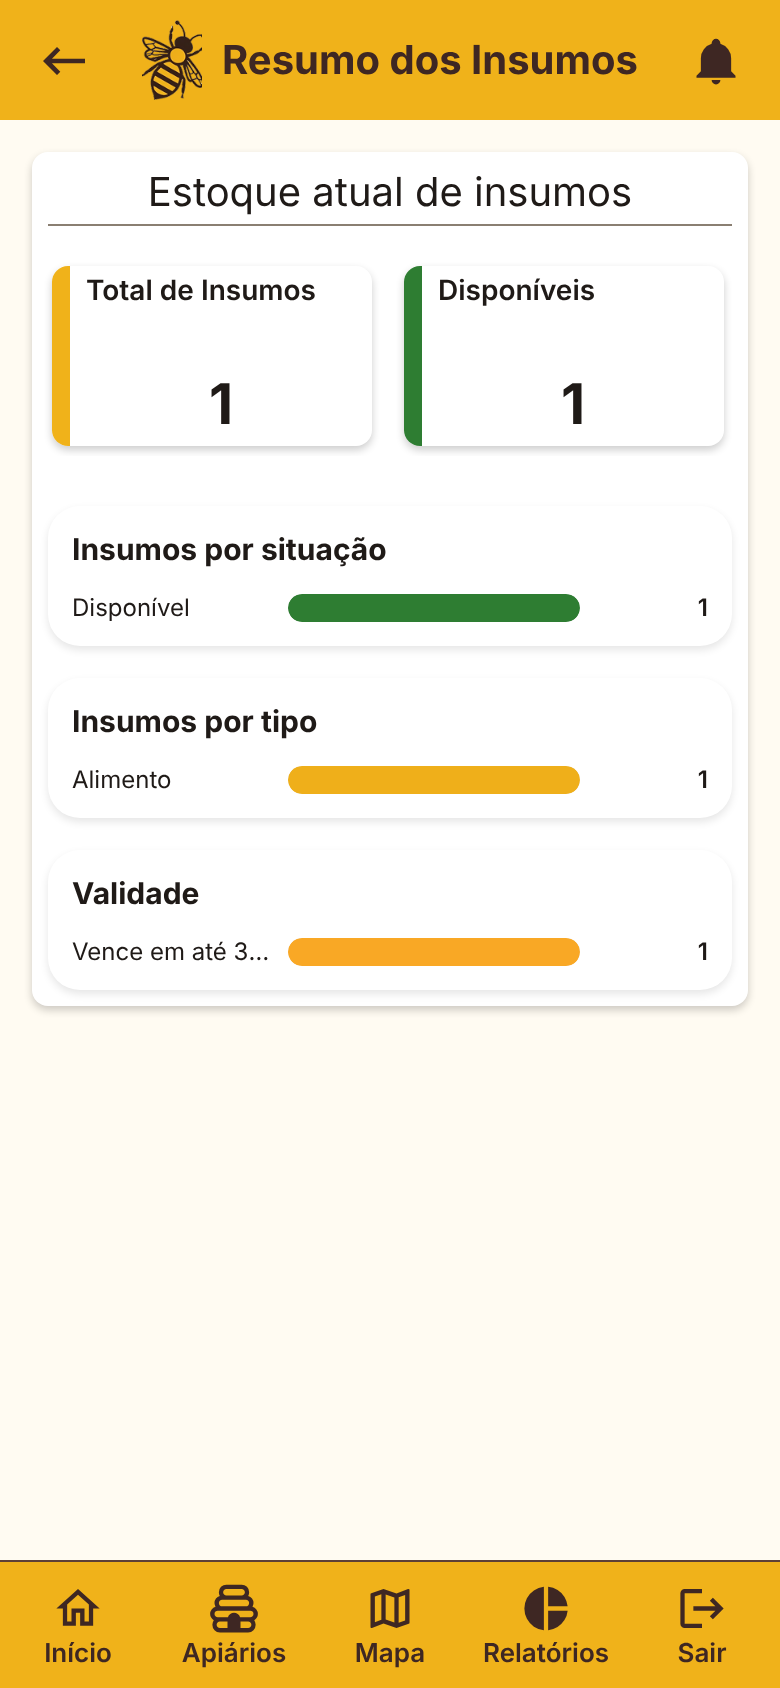 Resumo dos Insumos
Estoque atual de insumos
Total de Insumos
1
Disponíveis
1
Insumos por situação
Disponível 1
Insumos por tipo
Alimento 1
Validade
Vence em até 3... 1
Início
Apiários
Mapa
Relatórios
Sair